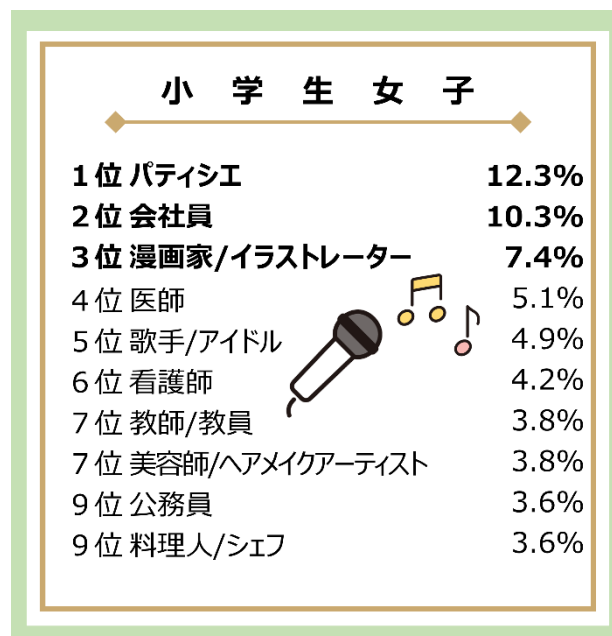 小学生女子
1位 パティシエ 12.3%
2位 会社員 10.3%
3位 漫画家/イラストレーター 7.4%
4位 医師 5.1%
5位 歌手/アイドル 4.9%
6位 看護師 4.2%
7位 教師/教員 3.8%
7位 美容師/ヘアメイクアーティスト 3.8%
9位 公務員 3.6%
9位 料理人/シェフ 3.6%